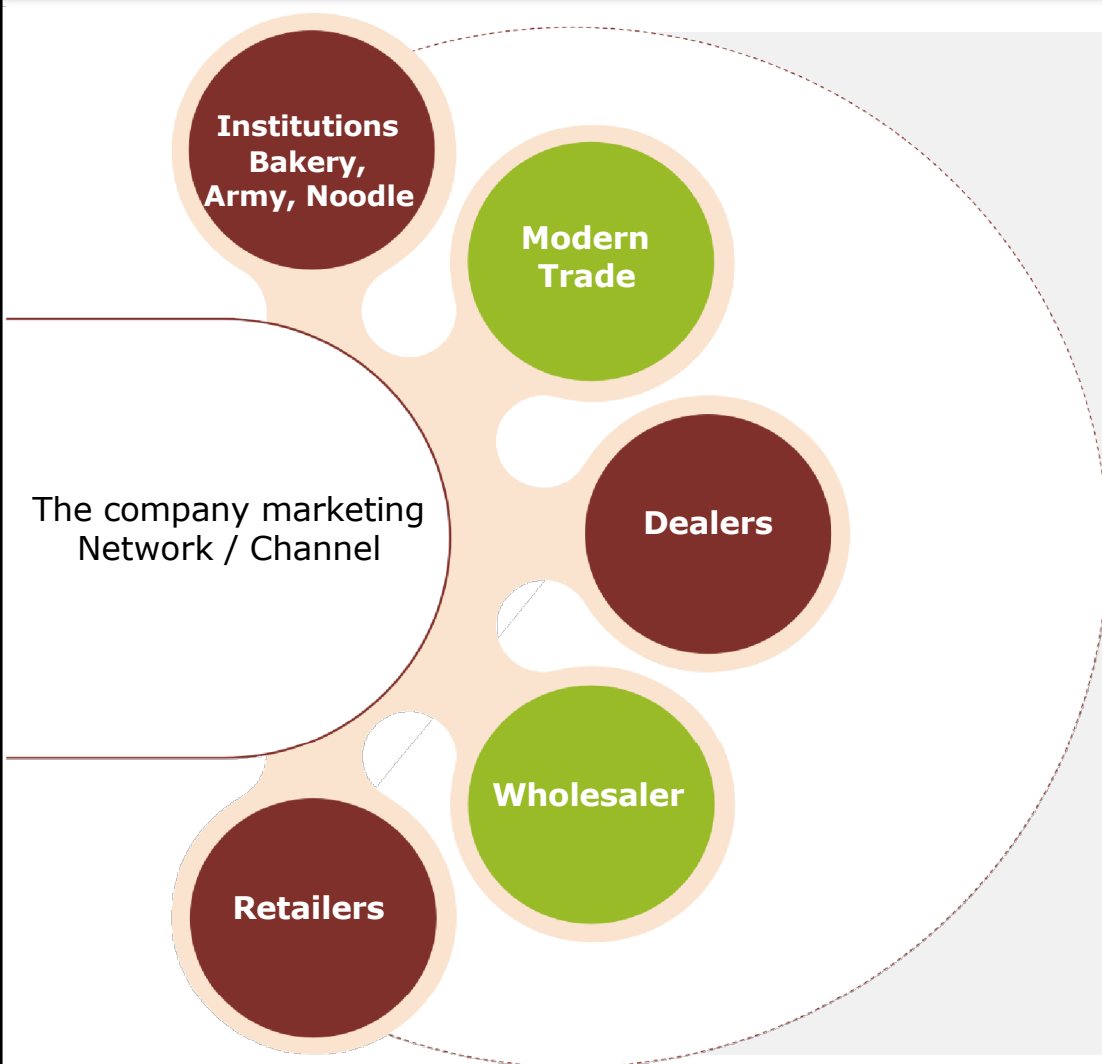 Institutions
Bakery,
Army, Noodle
Modern
Trade
The company marketing
Network / Channel
Dealers
Wholesaler
Retailers